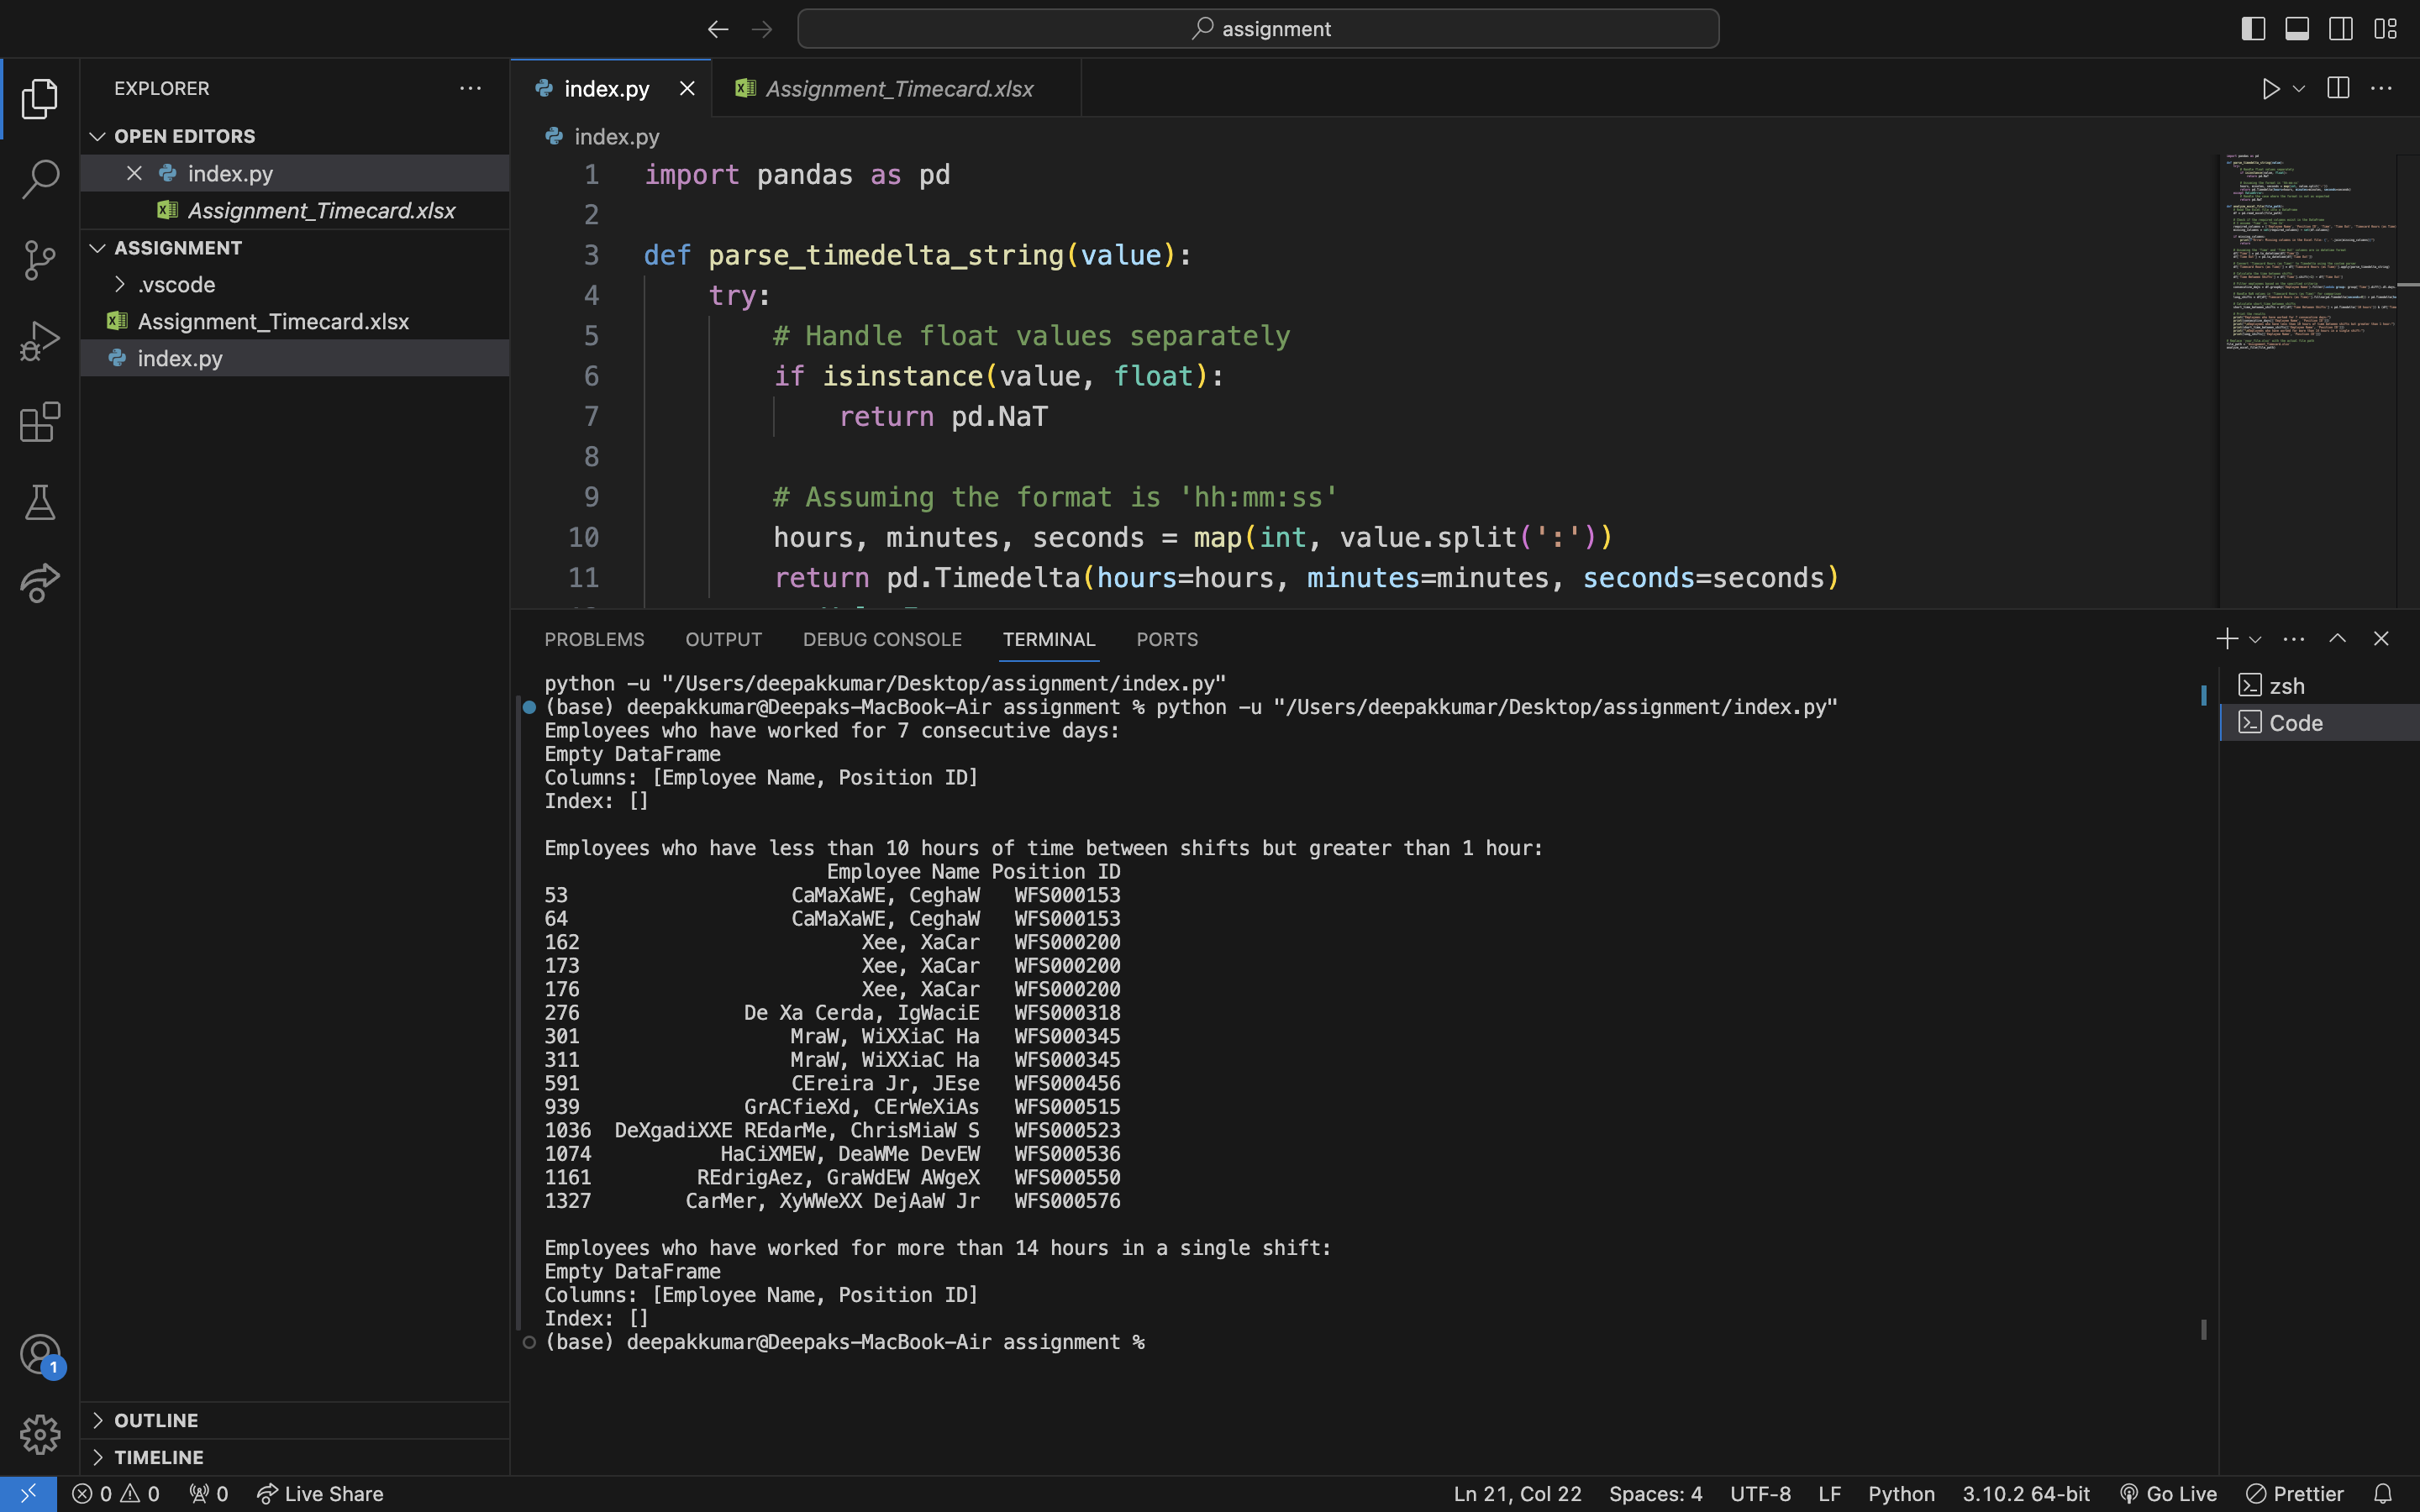 assignment
EXPLORER
OPEN EDITORS
index.py
Assignment_Timecard.xlsx
ASSIGNMENT
.vscode
Assignment_Timecard.xlsx
index.py
OUTLINE
TIMELINE
index.py
Assignment_Timecard.xlsx
index.py
1 import pandas as pd
2
3 def parse_timedelta_string(value):
4 try:
5 # Handle float values separately
6 if isinstance(value, float):
7 return pd.NaT
8
9 # Assuming the format is 'hh:mm:ss'
10 hours, minutes, seconds = map(int, value.split(':'))
11 return pd.Timedelta(hours=hours, minutes=minutes, seconds=seconds)
PROBLEMS OUTPUT DEBUG CONSOLE TERMINAL PORTS
zsh
Code
python -u "/Users/deepakkumar/Desktop/assignment/index.py"
(base) deepakkumar@Deepaks-MacBook-Air assignment % python -u "/Users/deepakkumar/Desktop/assignment/index.py"
Employees who have worked for 7 consecutive days:
Empty DataFrame
Columns: [Employee Name, Position ID]
Index: []
Employees who have less than 10 hours of time between shifts but greater than 1 hour:
Employee Name Position ID
53 CaMaXaWE, CeghaW WFS000153
64 CaMaXaWE, CeghaW WFS000153
162 Xee, XaCar WFS000200
173 Xee, XaCar WFS000200
176 Xee, XaCar WFS000200
276 De Xa Cerda, IgWaciE WFS000318
301 MraW, WiXXiaC Ha WFS000345
311 MraW, WiXXiaC Ha WFS000345
591 CEreira Jr, JEse WFS000456
939 GrACfieXd, CErWeXiAs WFS000515
1036 DeXgadiXXE REdarMe, ChrisMiaW S WFS000523
1074 HaCiXMEW, DeaWMe DevEW WFS000536
1161 REdrigAez, GraWdEW AWgeX WFS000550
1327 CarMer, XyWWeXX DejAaW Jr WFS000576
Employees who have worked for more than 14 hours in a single shift:
Empty DataFrame
Columns: [Employee Name, Position ID]
Index: []
(base) deepakkumar@Deepaks-MacBook-Air assignment %
1
0 0 0 Live Share Ln 21, Col 22 Spaces: 4 UTF-8 LF Python 3.10.2 64-bit Go Live Prettier